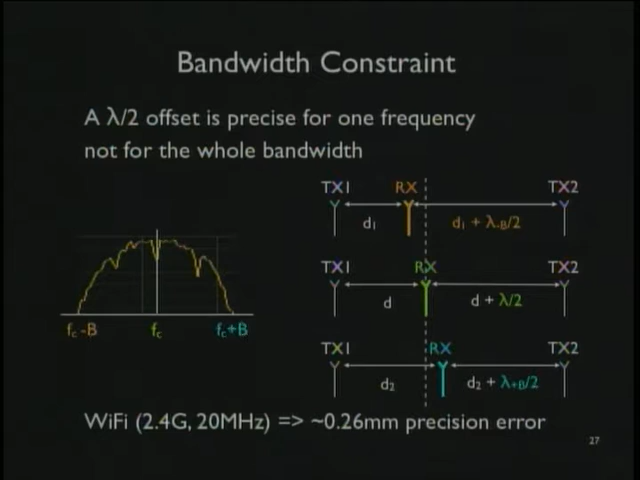 Bandwidth Constraint
A λ/2 offset is precise for one frequency
not for the whole bandwidth
TX1 RX TX2
d₁ d₁ + λ₋B/2
TX1 RX TX2
d d + λ/2
TX1 RX TX2
d₂ d₂ + λ₊B/2
fc-B fc fc+B
WiFi (2.4G, 20MHz) => ~0.26mm precision error
27